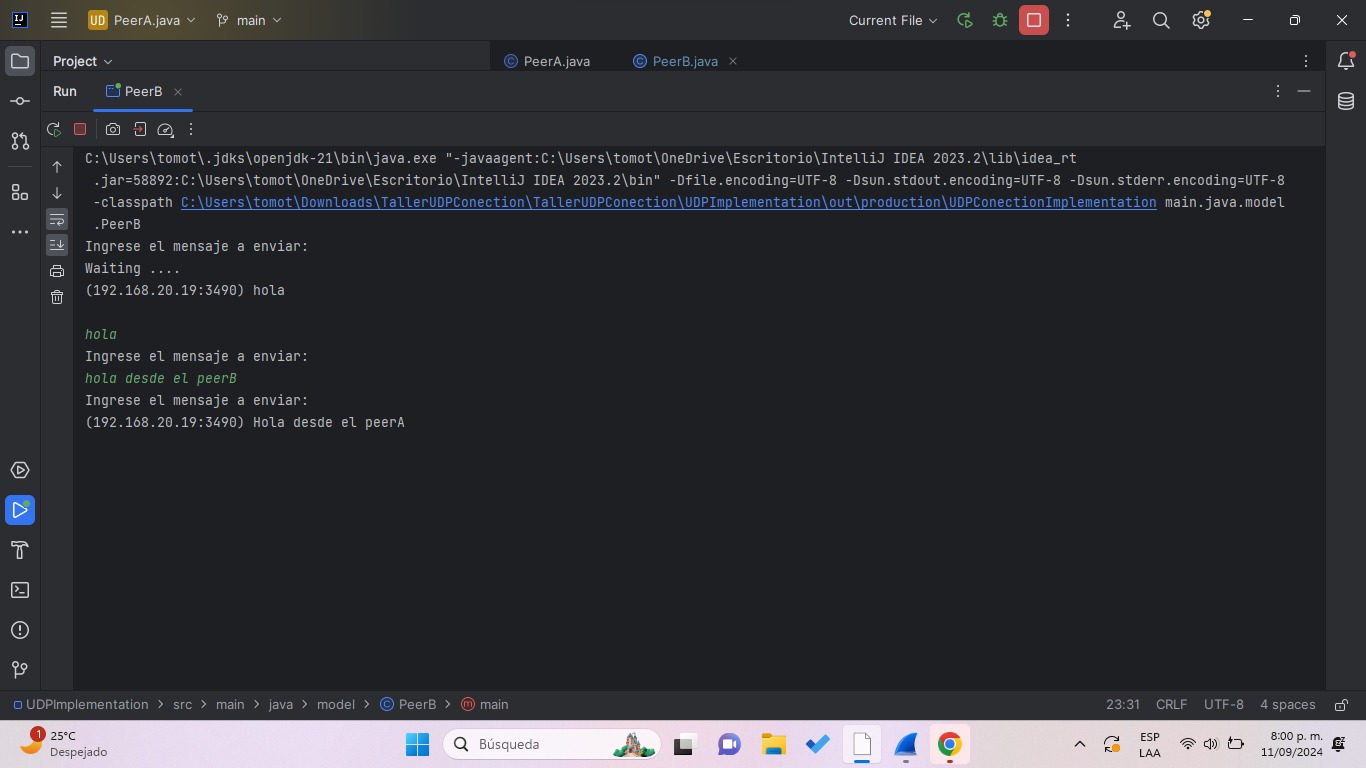 UD PeerA.java main Current File
Project PeerA.java PeerB.java
Run PeerB
C:\Users\tomot\.jdks\openjdk-21\bin\java.exe "-javaagent:C:\Users\tomot\OneDrive\Escritorio\IntelliJ IDEA 2023.2\lib\idea_rt
.jar=58892:C:\Users\tomot\OneDrive\Escritorio\IntelliJ IDEA 2023.2\bin" -Dfile.encoding=UTF-8 -Dsun.stdout.encoding=UTF-8 -Dsun.stderr.encoding=UTF-8
-classpath C:\Users\tomot\Downloads\TallerUDPConection\TallerUDPConection\UDPImplementation\out\production\UDPConectionImplementation main.java.model
.PeerB
Ingrese el mensaje a enviar:
Waiting ....
(192.168.20.19:3490) hola
hola
Ingrese el mensaje a enviar:
hola desde el peerB
Ingrese el mensaje a enviar:
(192.168.20.19:3490) Hola desde el peerA
UDPImplementation > src > main > java > model > PeerB > main 23:31 CRLF UTF-8 4 spaces
1 25°C
Despejado
Búsqueda
ESP
LAA
8:00 p. m.
11/09/2024